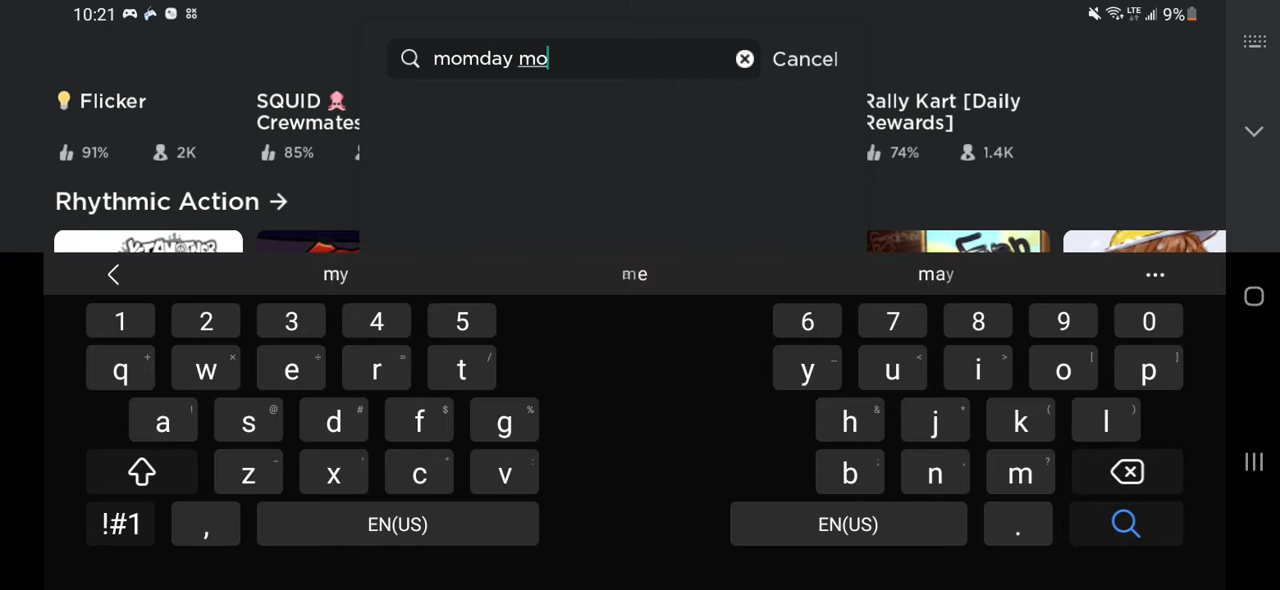 10:21
LTE
9%
momday mo
Cancel
Flicker
SQUID
Crewmates
Rally Kart [Daily
Rewards]
91%
2K
85%
74%
1.4K
Rhythmic Action →
my
me
may
...
1 2 3 4 5 6 7 8 9 0
q + w × e ÷ r = t / y _ u < i > o [ p ]
a ! s @ d # f $ g % h & j * k ( l )
z - x ' c " v : b ; n , m ?
!#1 , EN(US) EN(US) .